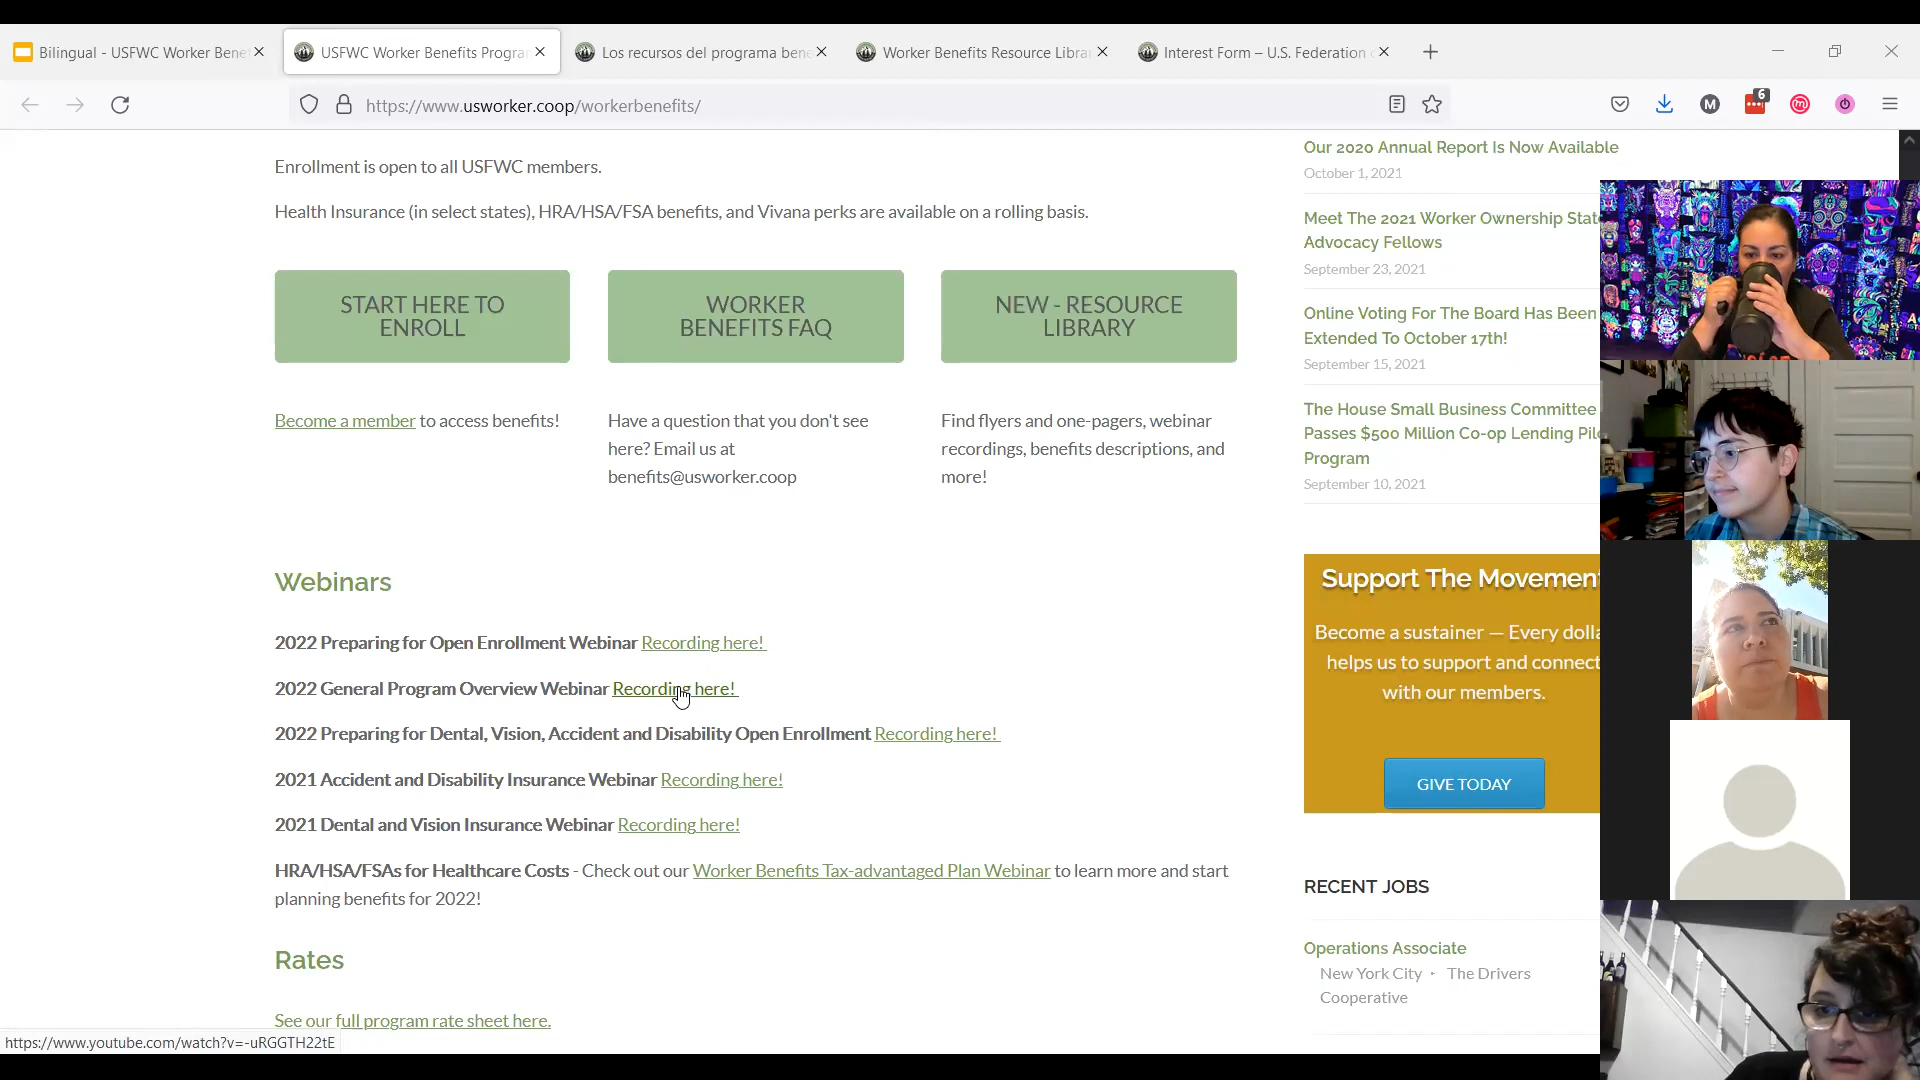 Bilingual - USFWC Worker Bene
USFWC Worker Benefits Progra
Los recursos del programa bene
Worker Benefits Resource Libra
Interest Form – U.S. Federation
https://www.usworker.coop/workerbenefits/
M
6
Enrollment is open to all USFWC members.
Health Insurance (in select states), HRA/HSA/FSA benefits, and Vivana perks are available on a rolling basis.
START HERE TO
ENROLL
WORKER
BENEFITS FAQ
NEW - RESOURCE
LIBRARY
Become a member to access benefits!
Have a question that you don't see
here? Email us at
benefits@usworker.coop
Find flyers and one-pagers, webinar
recordings, benefits descriptions, and
more!
Webinars
2022 Preparing for Open Enrollment Webinar Recording here!
2022 General Program Overview Webinar Recording here!
2022 Preparing for Dental, Vision, Accident and Disability Open Enrollment Recording here!
2021 Accident and Disability Insurance Webinar Recording here!
2021 Dental and Vision Insurance Webinar Recording here!
HRA/HSA/FSAs for Healthcare Costs - Check out our Worker Benefits Tax-advantaged Plan Webinar to learn more and start
planning benefits for 2022!
Rates
See our full program rate sheet here.
https://www.youtube.com/watch?v=-uRGGTH22tE
Our 2020 Annual Report Is Now Available
October 1, 2021
Meet The 2021 Worker Ownership State
Advocacy Fellows
September 23, 2021
Online Voting For The Board Has Been
Extended To October 17th!
September 15, 2021
The House Small Business Committee
Passes $500 Million Co-op Lending Pilo
Program
September 10, 2021
Support The Movement
Become a sustainer — Every dolla
helps us to support and connect
with our members.
GIVE TODAY
RECENT JOBS
Operations Associate
New York City · The Drivers
Cooperative